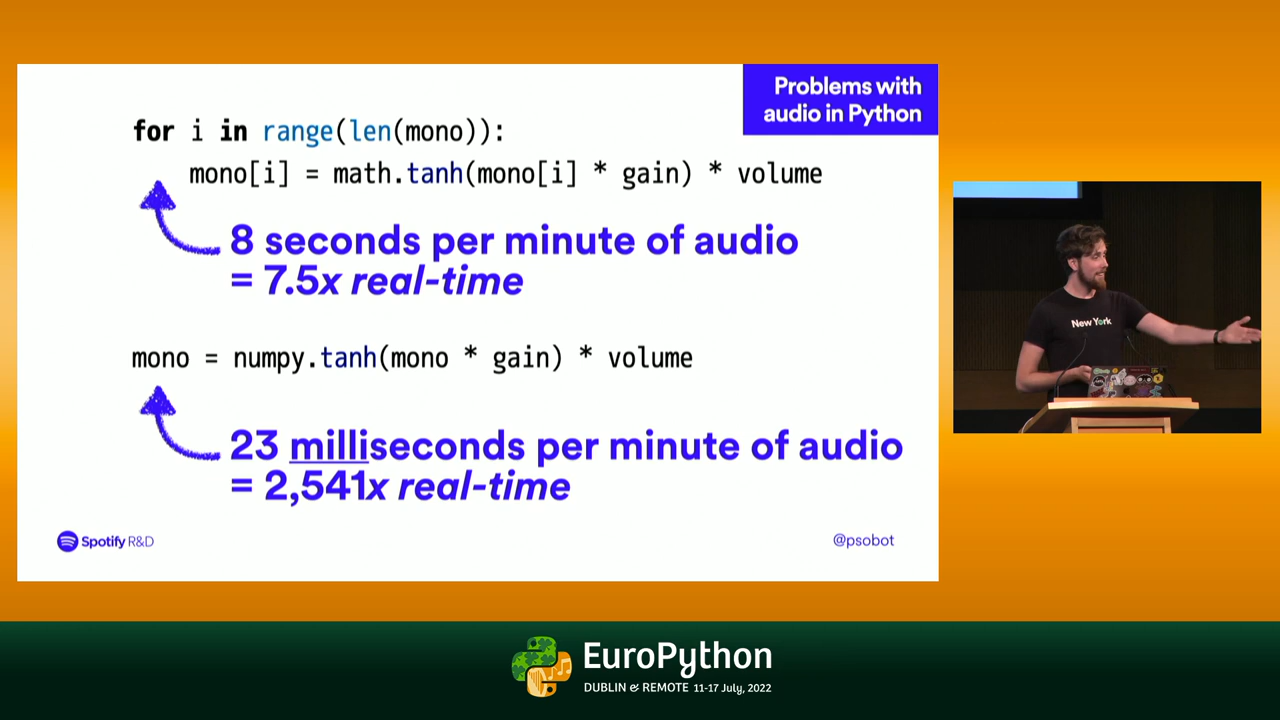 Problems with
audio in Python
for i in range(len(mono)):
mono[i] = math.tanh(mono[i] * gain) * volume
8 seconds per minute of audio
= 7.5x real-time
mono = numpy.tanh(mono * gain) * volume
23 milliseconds per minute of audio
= 2,541x real-time
Spotify R&D
@psobot
New York
EuroPython
DUBLIN & REMOTE 11-17 July, 2022